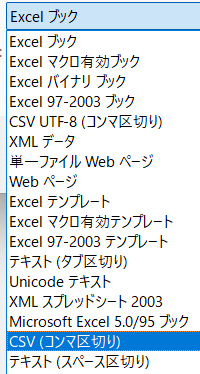 Excel ブック
Excel ブック
Excel マクロ有効ブック
Excel バイナリ ブック
Excel 97-2003 ブック
CSV UTF-8 (コンマ区切り)
XML データ
単一ファイル Web ページ
Web ページ
Excel テンプレート
Excel マクロ有効テンプレート
Excel 97-2003 テンプレート
テキスト (タブ区切り)
Unicode テキスト
XML スプレッドシート 2003
Microsoft Excel 5.0/95 ブック
CSV (コンマ区切り)
テキスト (スペース区切り)